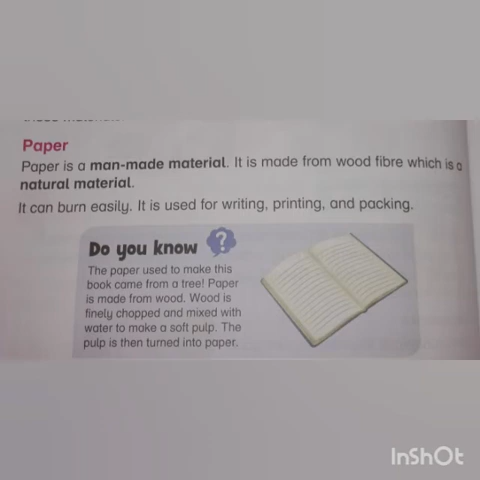 Paper
Paper is a man-made material. It is made from wood fibre which is a
natural material.
It can burn easily. It is used for writing, printing, and packing.
Do you know
?
The paper used to make this
book came from a tree! Paper
is made from wood. Wood is
finely chopped and mixed with
water to make a soft pulp. The
pulp is then turned into paper.
InShOt